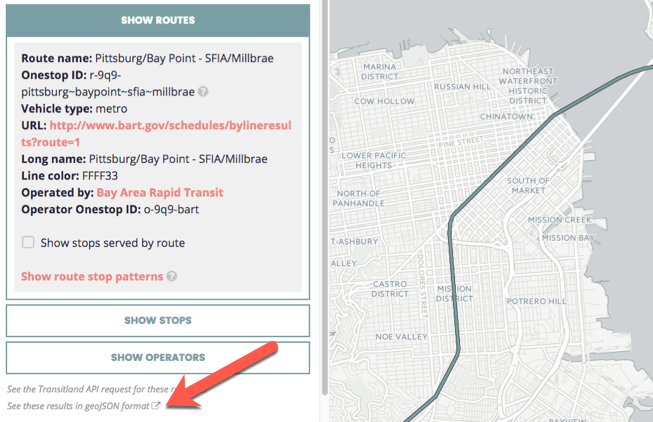 SHOW ROUTES
Route name: Pittsburg/Bay Point - SFIA/Millbrae
Onestop ID: r-9q9-
pittsburg~baypoint~sfia~millbrae ?
Vehicle type: metro
URL: http://www.bart.gov/schedules/bylineresul
ts?route=1
Long name: Pittsburg/Bay Point - SFIA/Millbrae
Line color: FFFF33
Operated by: Bay Area Rapid Transit
Operator Onestop ID: o-9q9-bart
Show stops served by route
Show route stop patterns ?
SHOW STOPS
SHOW OPERATORS
See the Transitland API request for these
See these results in geoJSON format
MARINA
DISTRICT
RUSSIAN HILL
NORTHEAST
WATERFRONT
HISTORIC
DISTRICT
COW HOLLOW
CHINATOWN
PINE STREET
LOWER PACIFIC
HEIGHTS
SOUTH OF
MARKET
NORTH OF
PANHANDLE
MISSION CREEK
MISSION BAY
T-ASHBURY
ALLEY
DOLORES STREET
CASTRO
DISTRICT
MISSION
DISTRICT
POTRERO HILL
NOE VALLEY
BAYVIEW